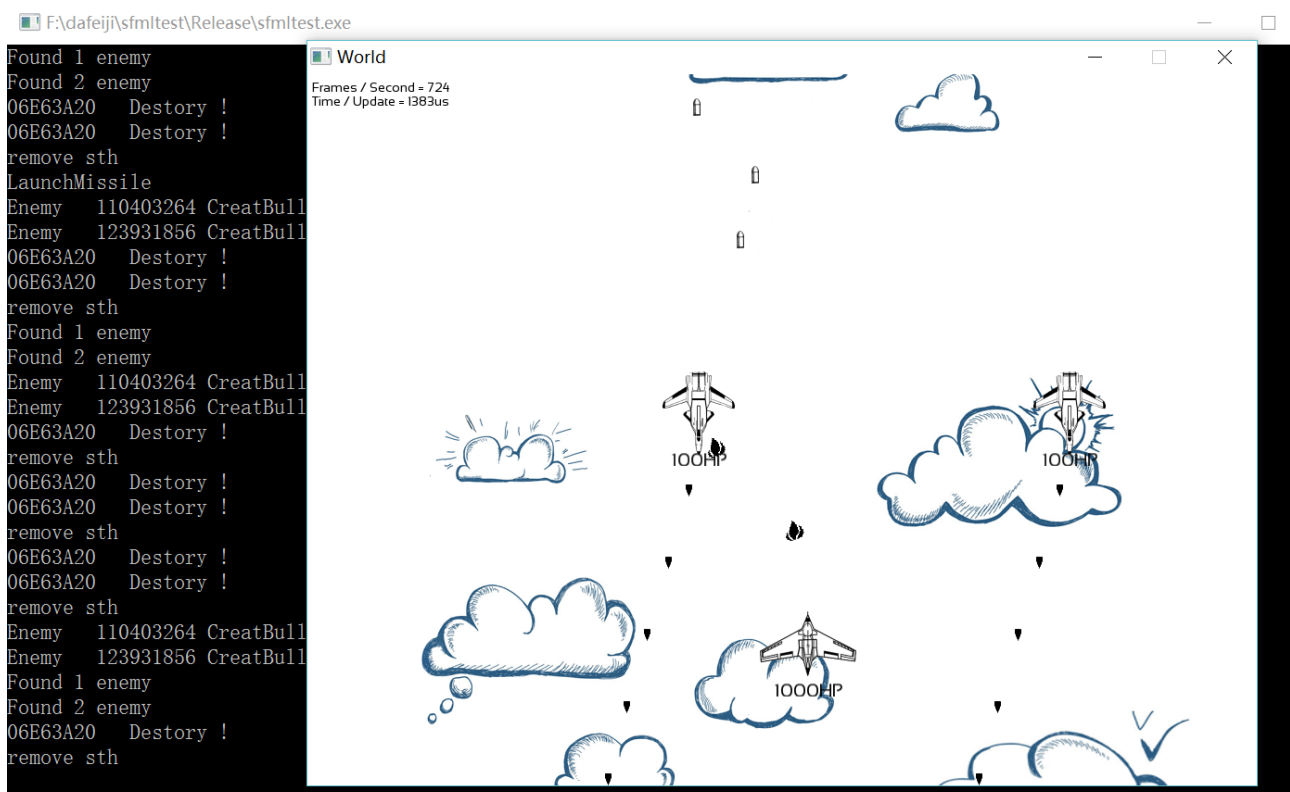 F:\dafeiji\sfmltest\Release\sfmltest.exe
Found 1 enemy
Found 2 enemy
06E63A20 Destory !
06E63A20 Destory !
remove sth
LaunchMissile
Enemy 110403264 CreatBull
Enemy 123931856 CreatBull
06E63A20 Destory !
06E63A20 Destory !
remove sth
Found 1 enemy
Found 2 enemy
Enemy 110403264 CreatBull
Enemy 123931856 CreatBull
06E63A20 Destory !
remove sth
06E63A20 Destory !
06E63A20 Destory !
remove sth
06E63A20 Destory !
06E63A20 Destory !
remove sth
Enemy 110403264 CreatBull
Enemy 123931856 CreatBull
Found 1 enemy
Found 2 enemy
06E63A20 Destory !
remove sth
World
Frames / Second = 724
Time / Update = 1383us
100HP
100HP
1000HP